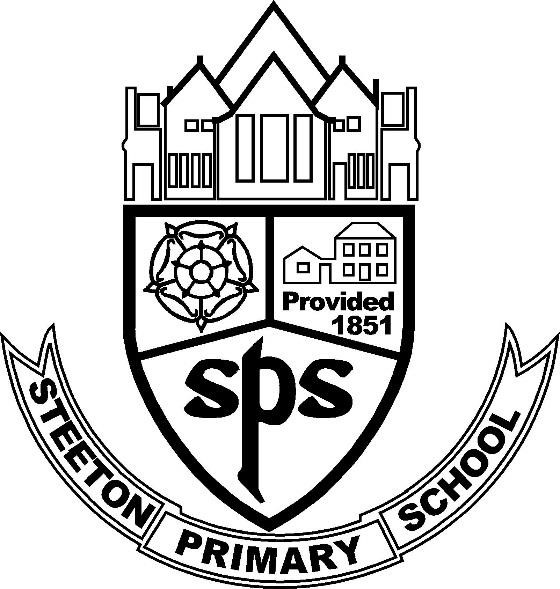 Provided
1851
sps
STEETON PRIMARY SCHOOL